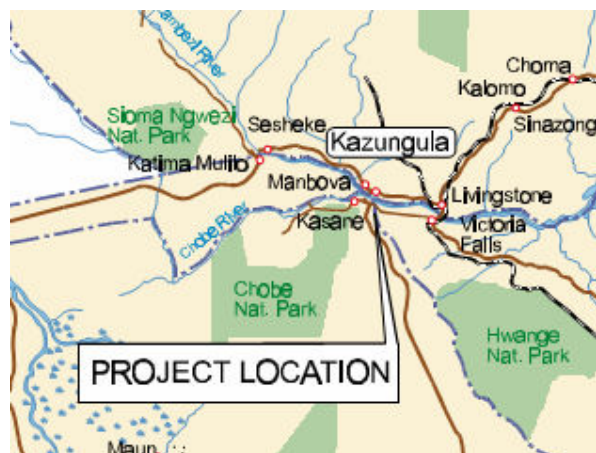 ambezi River
Choma
Kalomo
Sioma Ngwezi
Nat. Park
Sinazong
Sesheke
Kazungula
Katima Mulilo
Manbova
Livingstone
Kasane
Victoria
Falls
Chobe River
Chobe
Nat. Park
Hwange
Nat. Park
PROJECT LOCATION
Maun